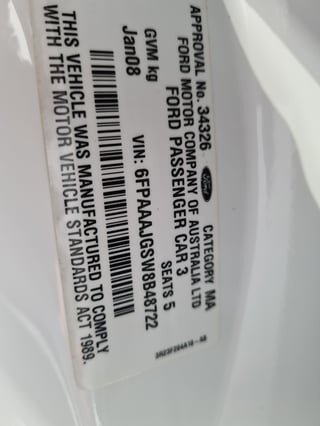 APPROVAL No. 34326 CATEGORY MA
FORD MOTOR COMPANY OF AUSTRALIA LTD
FORD PASSENGER CAR 3
GVM kg SEATS 5
Jan08 VIN: 6FPAAAJGSW8B48722
THIS VEHICLE WAS MANUFACTURED TO COMPLY
WITH THE MOTOR VEHICLE STANDARDS ACT 1989.